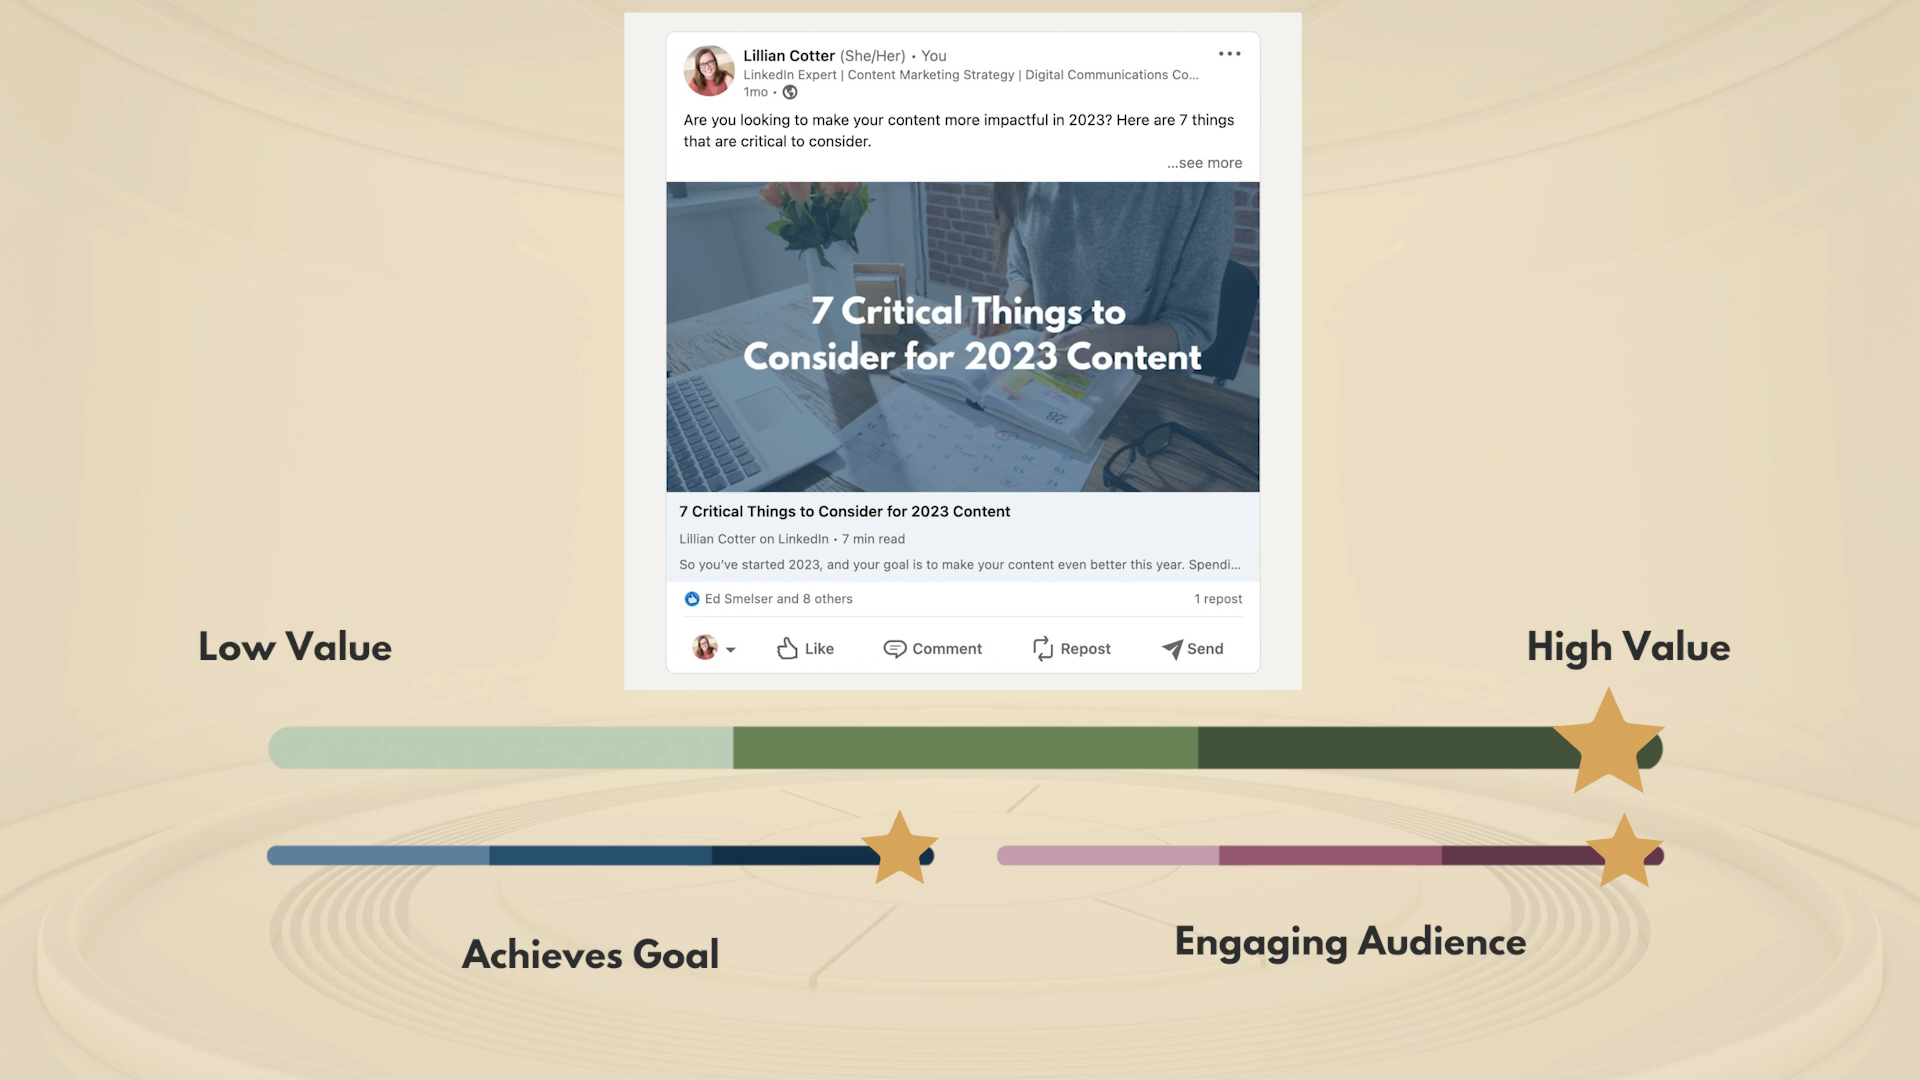 Lillian Cotter (She/Her) • You
LinkedIn Expert | Content Marketing Strategy | Digital Communications Co...
1mo •
Are you looking to make your content more impactful in 2023? Here are 7 things
that are critical to consider.
...see more
7 Critical Things to
Consider for 2023 Content
7 Critical Things to Consider for 2023 Content
Lillian Cotter on LinkedIn • 7 min read
So you've started 2023, and your goal is to make your content even better this year. Spendi...
Ed Smelser and 8 others
1 repost
Like
Comment
Repost
Send
Low Value
High Value
Achieves Goal
Engaging Audience